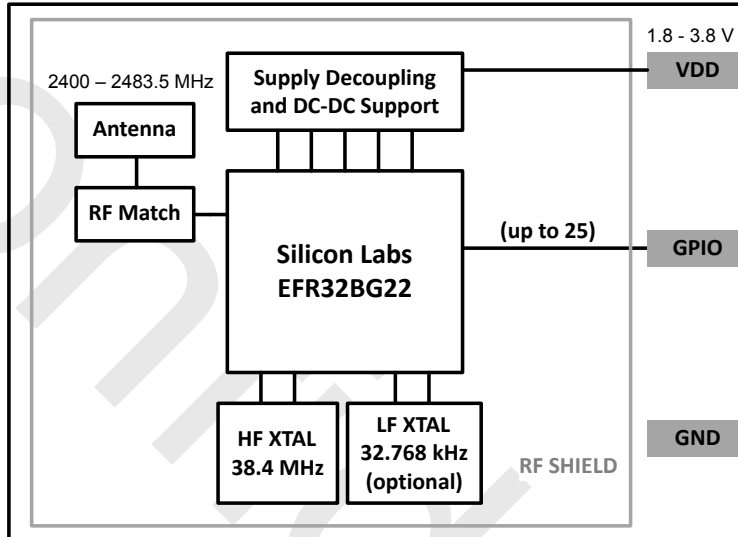 1.8 - 3.8 V
VDD
Supply Decoupling
and DC-DC Support
2400 – 2483.5 MHz
Antenna
RF Match
Silicon Labs
EFR32BG22
(up to 25)
GPIO
HF XTAL
38.4 MHz
LF XTAL
32.768 kHz
(optional)
RF SHIELD
GND